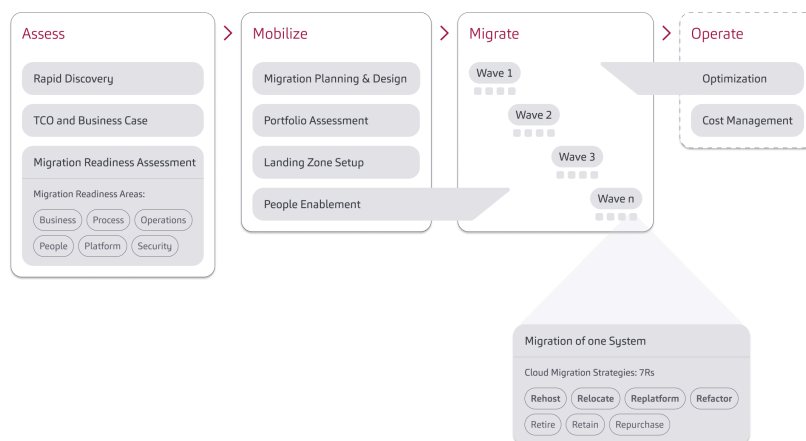 Assess
Rapid Discovery
TCO and Business Case
Migration Readiness Assessment
Migration Readiness Areas:
Business Process Operations
People Platform Security
Mobilize
Migration Planning & Design
Portfolio Assessment
Landing Zone Setup
People Enablement
Migrate
Wave 1
Wave 2
Wave 3
Wave n
Operate
Optimization
Cost Management
Migration of one System
Cloud Migration Strategies: 7Rs
Rehost Relocate Replatform Refactor
Retire Retain Repurchase